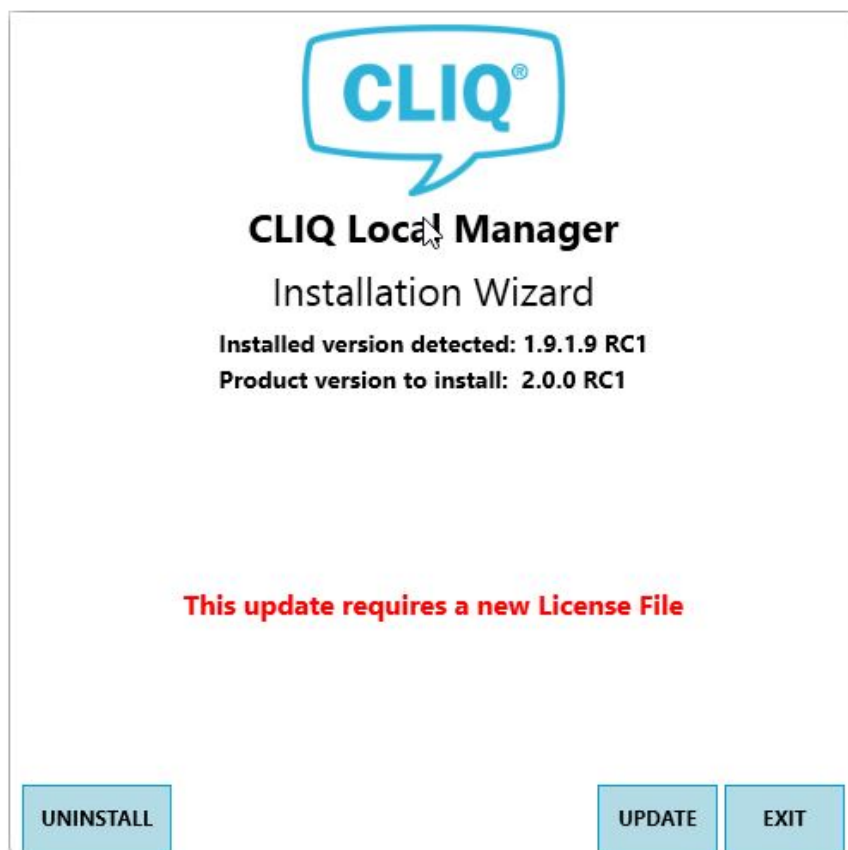 CLIQ®
CLIQ Local Manager
Installation Wizard
Installed version detected: 1.9.1.9 RC1
Product version to install: 2.0.0 RC1
This update requires a new License File
UNINSTALL
UPDATE
EXIT